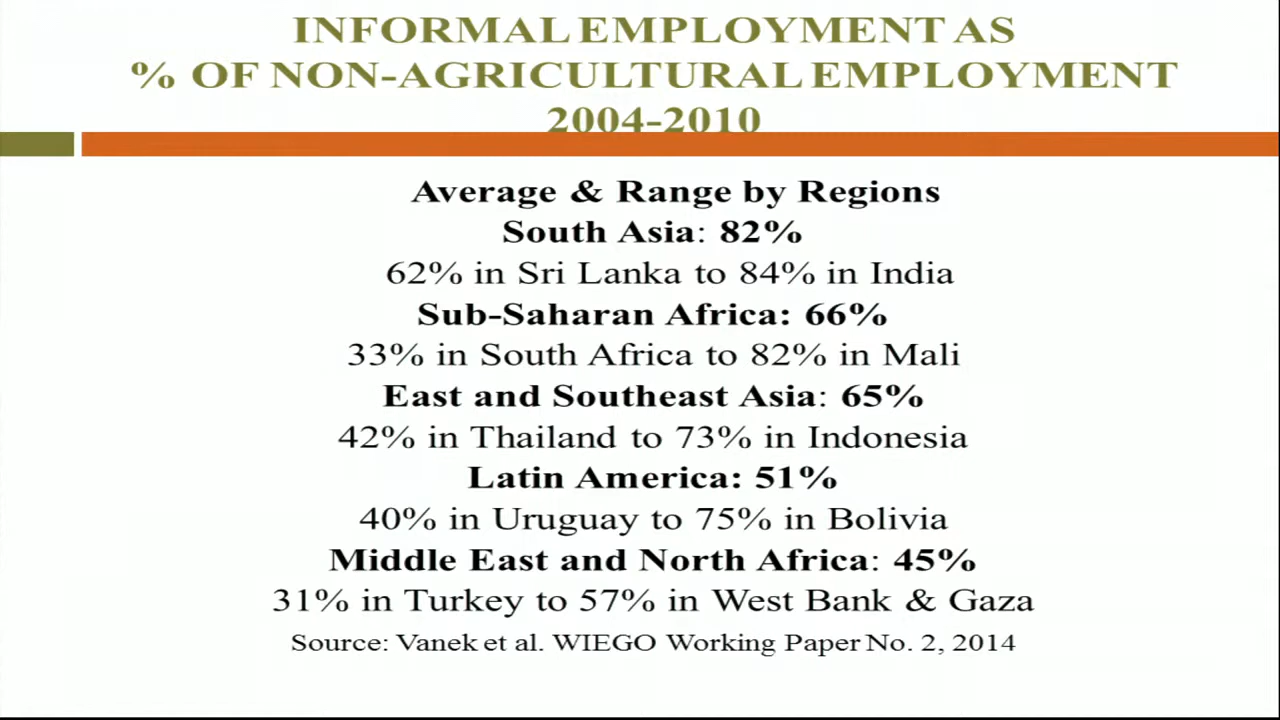 INFORMAL EMPLOYMENT AS
% OF NON-AGRICULTURAL EMPLOYMENT
2004-2010
Average & Range by Regions
South Asia: 82%
62% in Sri Lanka to 84% in India
Sub-Saharan Africa: 66%
33% in South Africa to 82% in Mali
East and Southeast Asia: 65%
42% in Thailand to 73% in Indonesia
Latin America: 51%
40% in Uruguay to 75% in Bolivia
Middle East and North Africa: 45%
31% in Turkey to 57% in West Bank & Gaza
Source: Vanek et al. WIEGO Working Paper No. 2, 2014